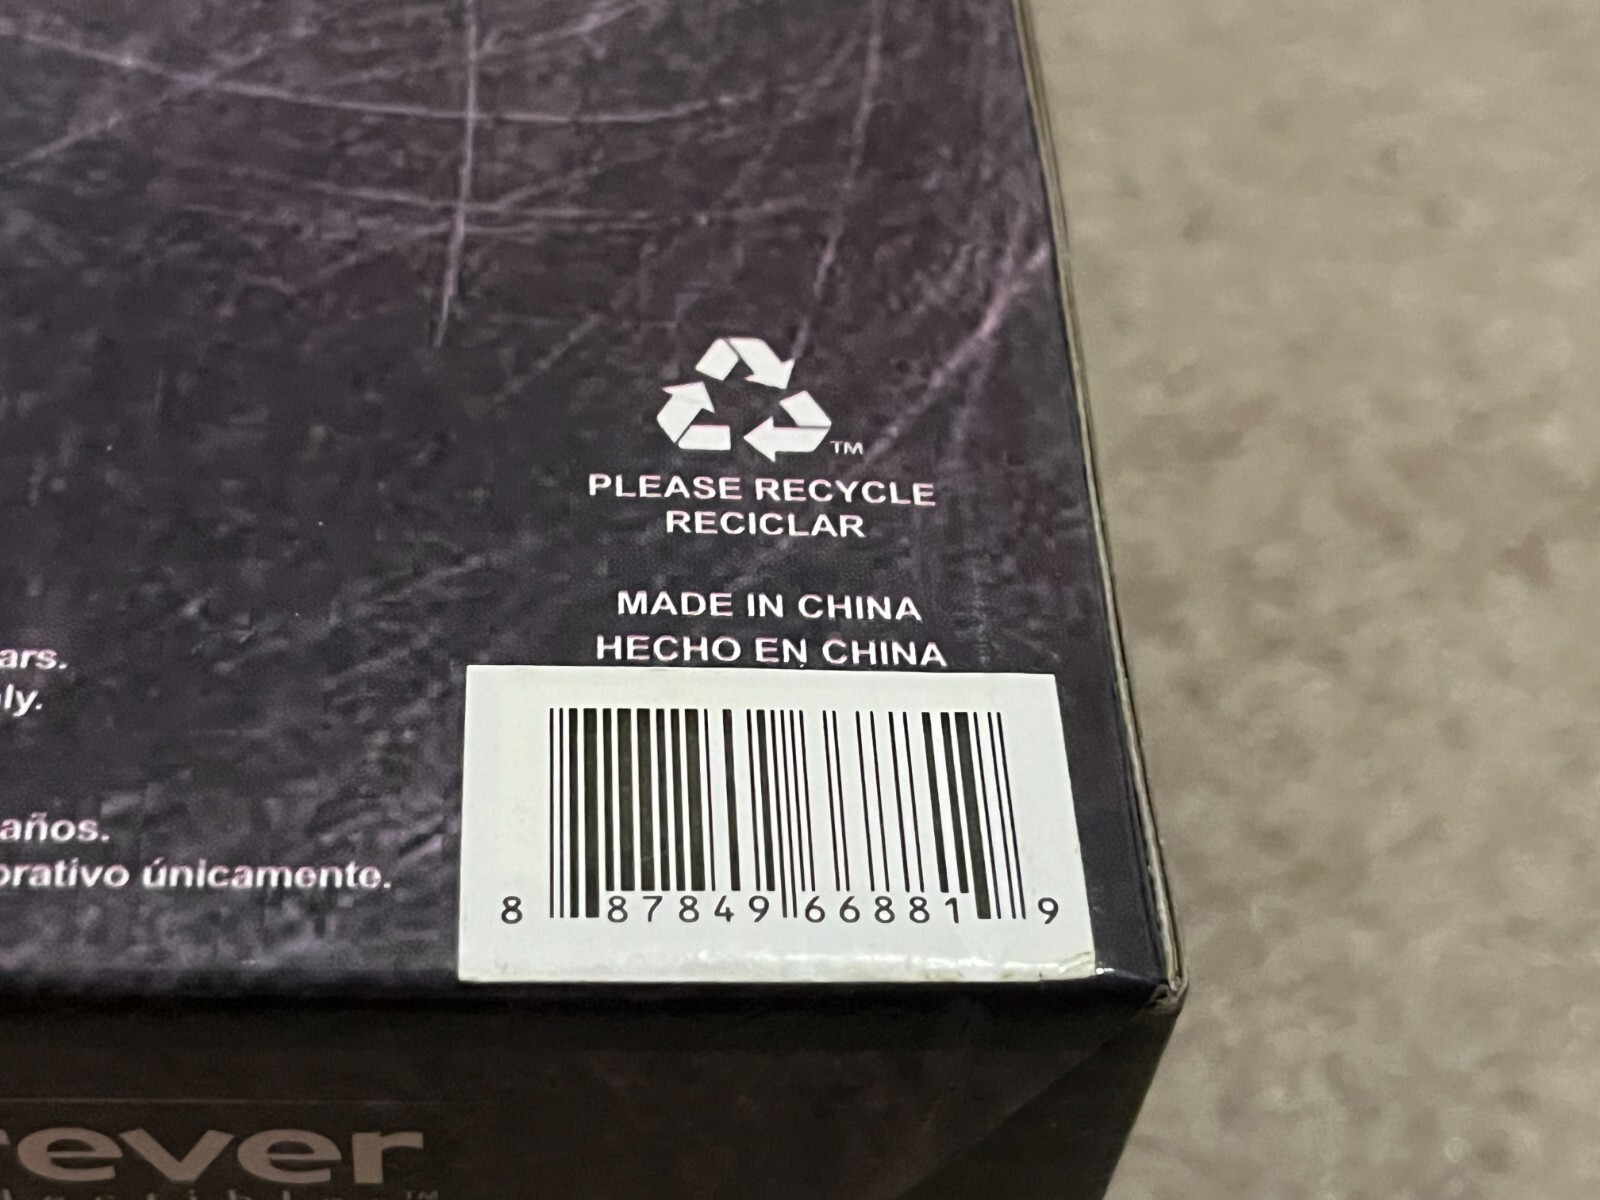 TM
PLEASE RECYCLE
RECICLAR
MADE IN CHINA
HECHO EN CHINA
ars.
ly.
años.
orativo únicamente.
8 87849 66881 9
rever
TM